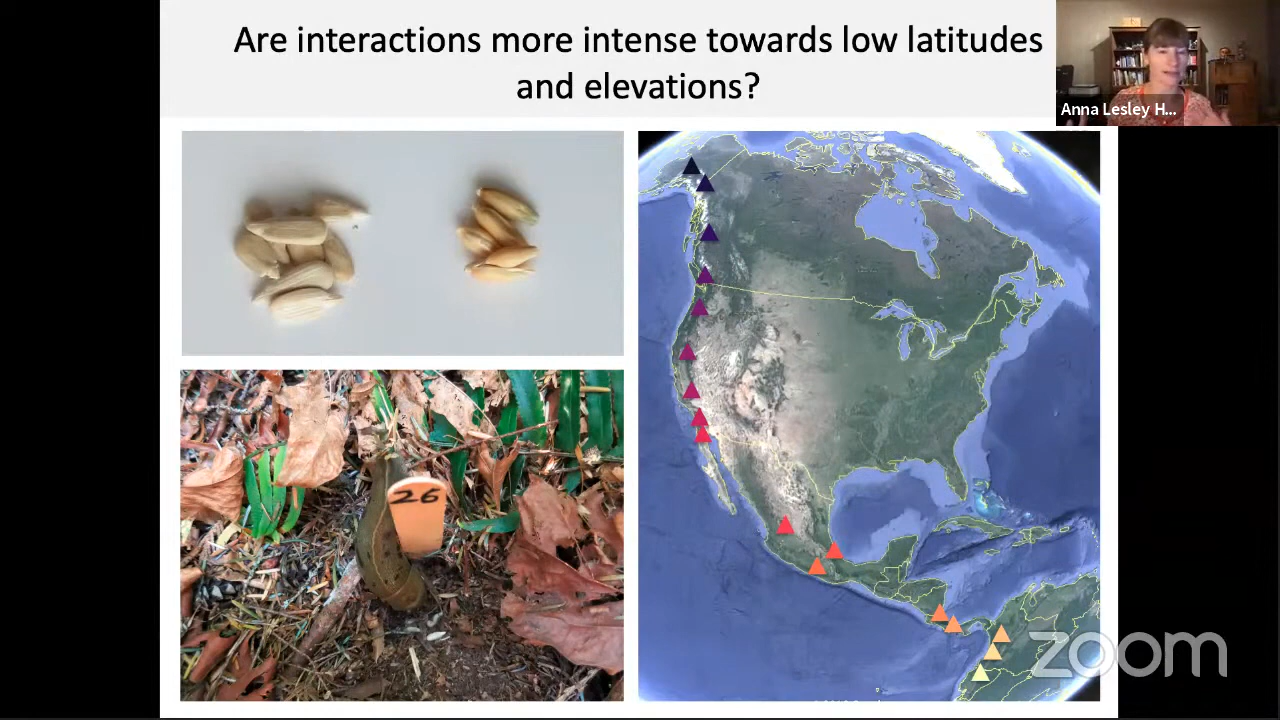 Are interactions more intense towards low latitudes
and elevations?
Anna Lesley H...
26
zoom